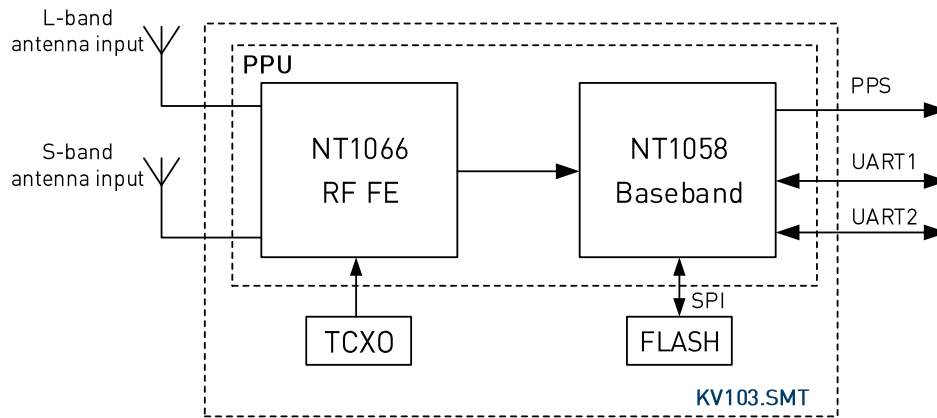 L-band
antenna input
S-band
antenna input
PPU
NT1066
RF FE
NT1058
Baseband
PPS
UART1
UART2
SPI
TCXO
FLASH
KV103.SMT